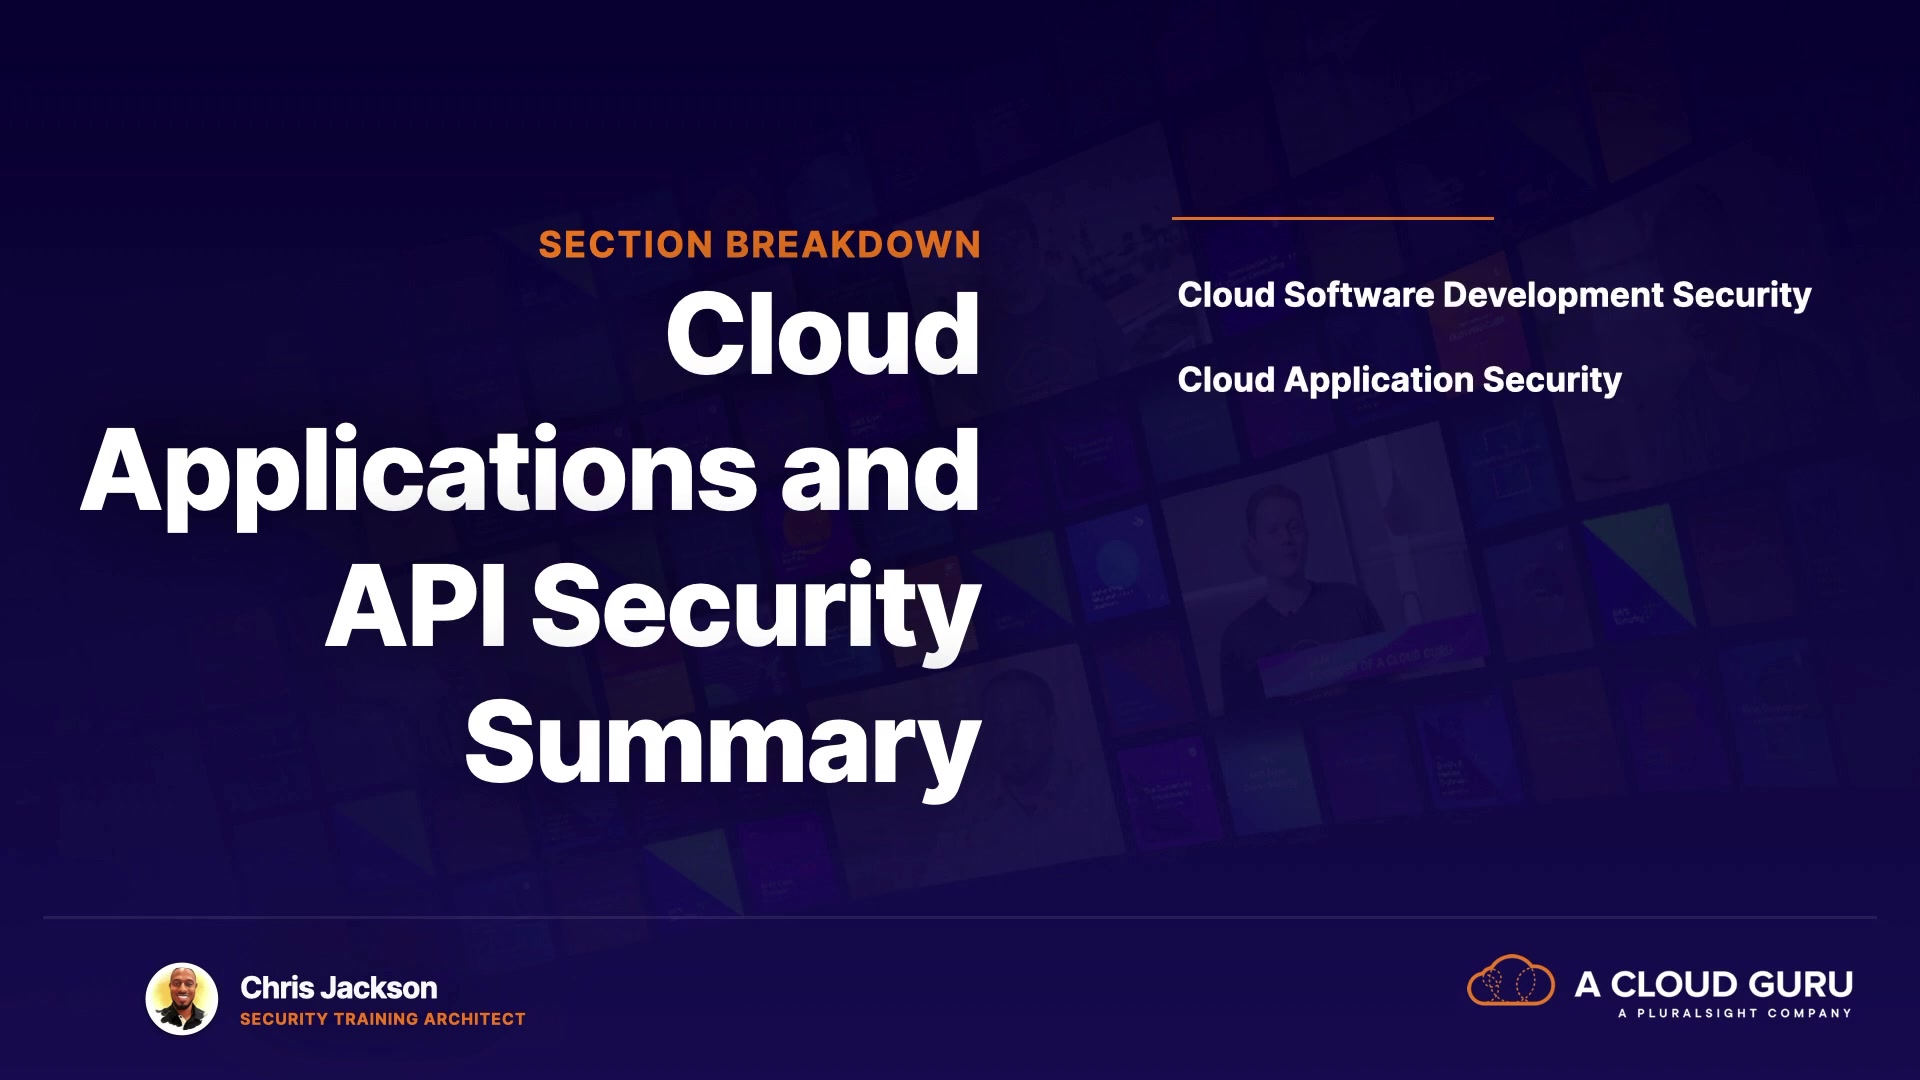 SECTION BREAKDOWN
Cloud
Applications and
API Security
Summary
Cloud Software Development Security
Cloud Application Security
Chris Jackson
SECURITY TRAINING ARCHITECT
A CLOUD GURU
A PLURALSIGHT COMPANY